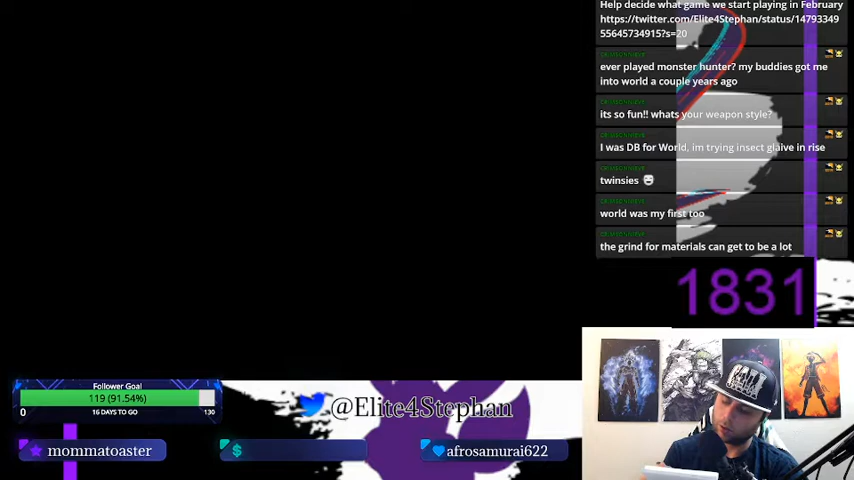 Help decide what game we start playing in February
https://twitter.com/Elite4Stephan/status/14793349
556457349 15?s=20
ever played monster hunter? my buddies got me
into world a couple years ago
its so fun!! whats your weapon style?
I was DB for World, im trying insect glaive in rise
twinsies
world was my first too
the grind for materials can get to be a lot
1831
Follower Goal
119 (91.54%)
0
16 DAYS TO GO
130
@Elite4Stephan
mommatoaster
$
afrosamurai622